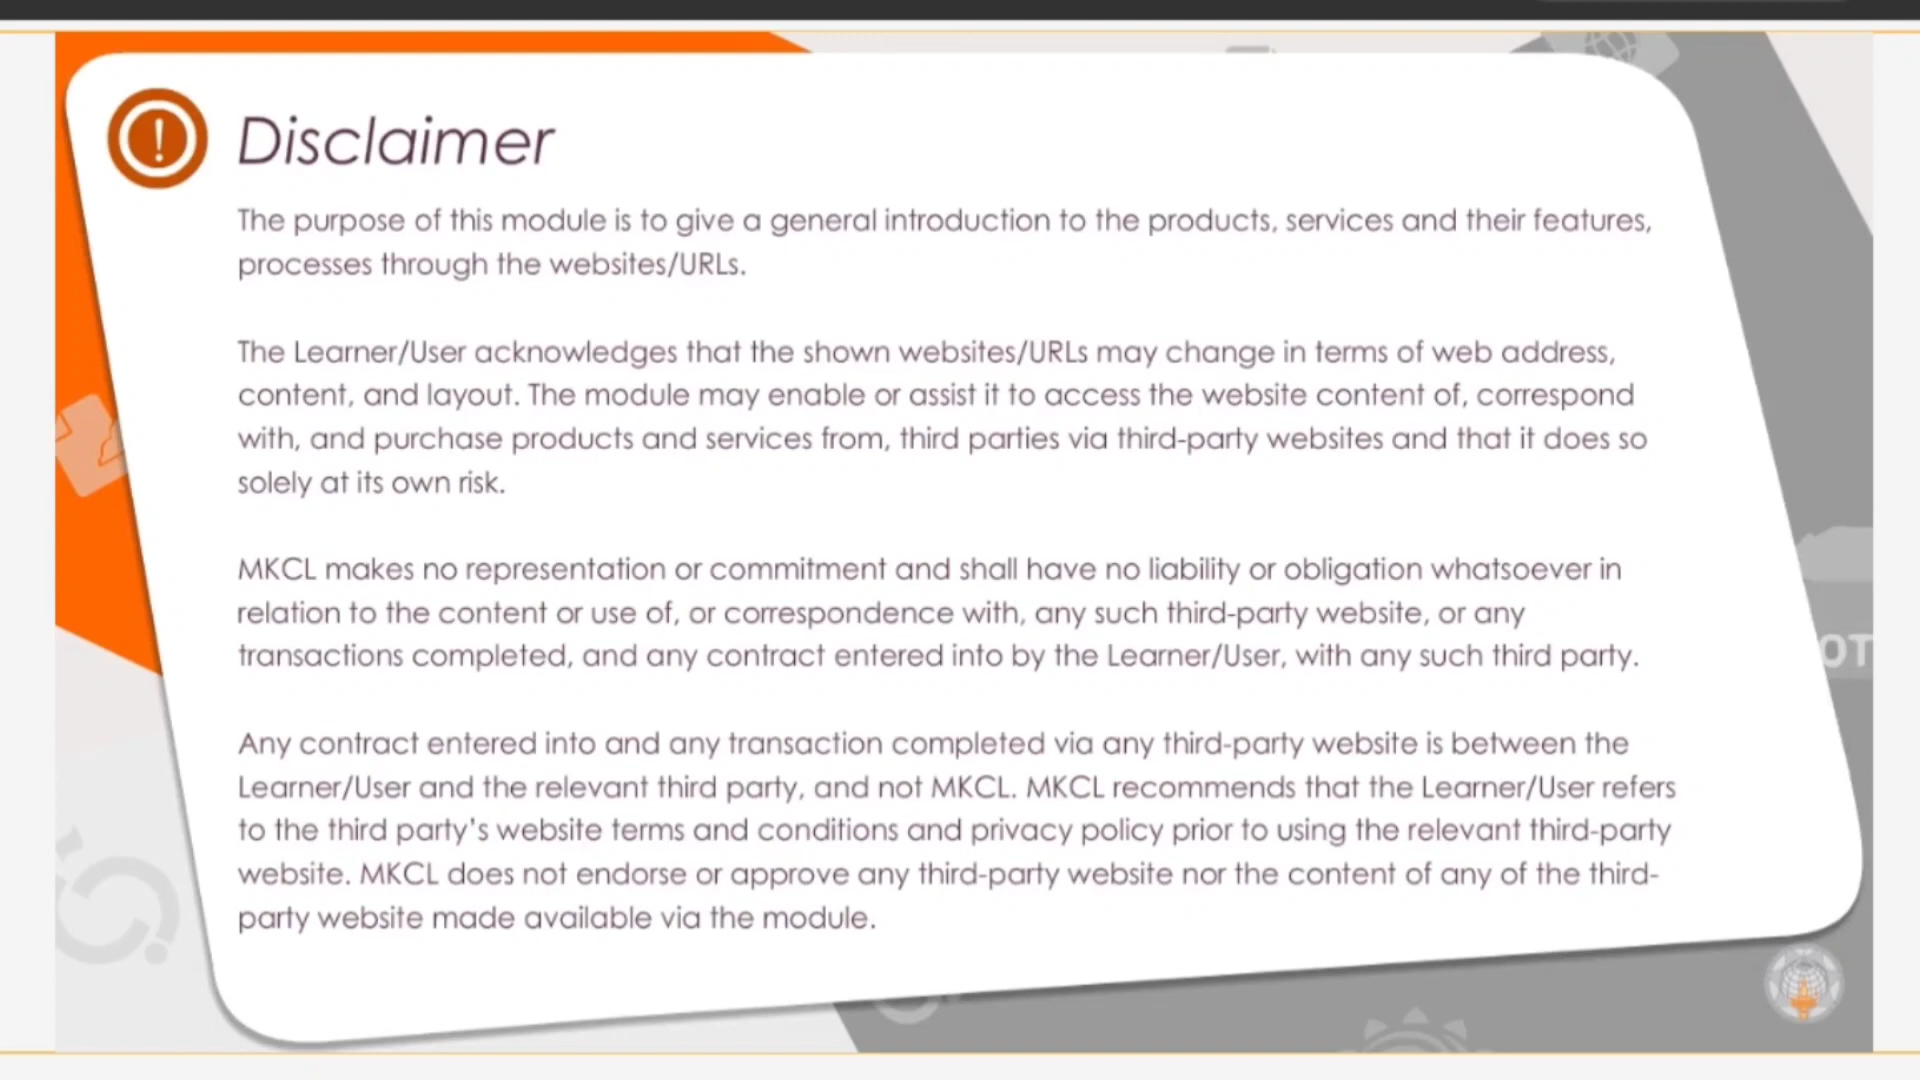 Disclaimer
The purpose of this module is to give a general introduction to the products, services and their features,
processes through the websites/URLs.
The Learner/User acknowledges that the shown websites/URLs may change in terms of web address,
content, and layout. The module may enable or assist it to access the website content of, correspond
with, and purchase products and services from, third parties via third-party websites and that it does so
solely at its own risk.
MKCL makes no representation or commitment and shall have no liability or obligation whatsoever in
relation to the content or use of, or correspondence with, any such third-party website, or any
transactions completed, and any contract entered into by the Learner/User, with any such third party.
Any contract entered into and any transaction completed via any third-party website is between the
Learner/User and the relevant third party, and not MKCL. MKCL recommends that the Learner/User refers
to the third party's website terms and conditions and privacy policy prior to using the relevant third-party
website. MKCL does not endorse or approve any third-party website nor the content of any of the third-
party website made available via the module.